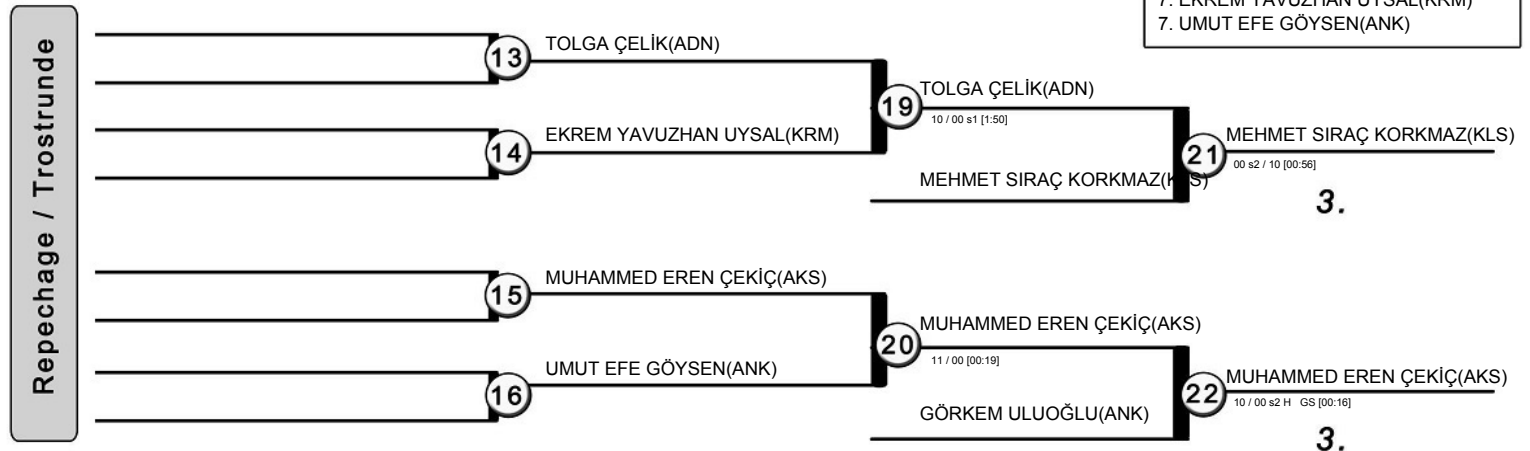 7. EKREM YAVUZHAN UYSAL(KRM)
7. UMUT EFE GÖYSEN(ANK)
Repechage / Trostrunde
13
TOLGA ÇELİK(ADN)
14
EKREM YAVUZHAN UYSAL(KRM)
19
TOLGA ÇELİK(ADN)
10 / 00 s1 [1:50]
MEHMET SIRAÇ KORKMAZ(KLS)
21
MEHMET SIRAÇ KORKMAZ(KLS)
00 s2 / 10 [00:56]
3.
15
MUHAMMED EREN ÇEKİÇ(AKS)
16
UMUT EFE GÖYSEN(ANK)
20
MUHAMMED EREN ÇEKİÇ(AKS)
11 / 00 [00:19]
GÖRKEM ULUOĞLU(ANK)
22
MUHAMMED EREN ÇEKİÇ(AKS)
10 / 00 s2 H GS [00:16]
3.